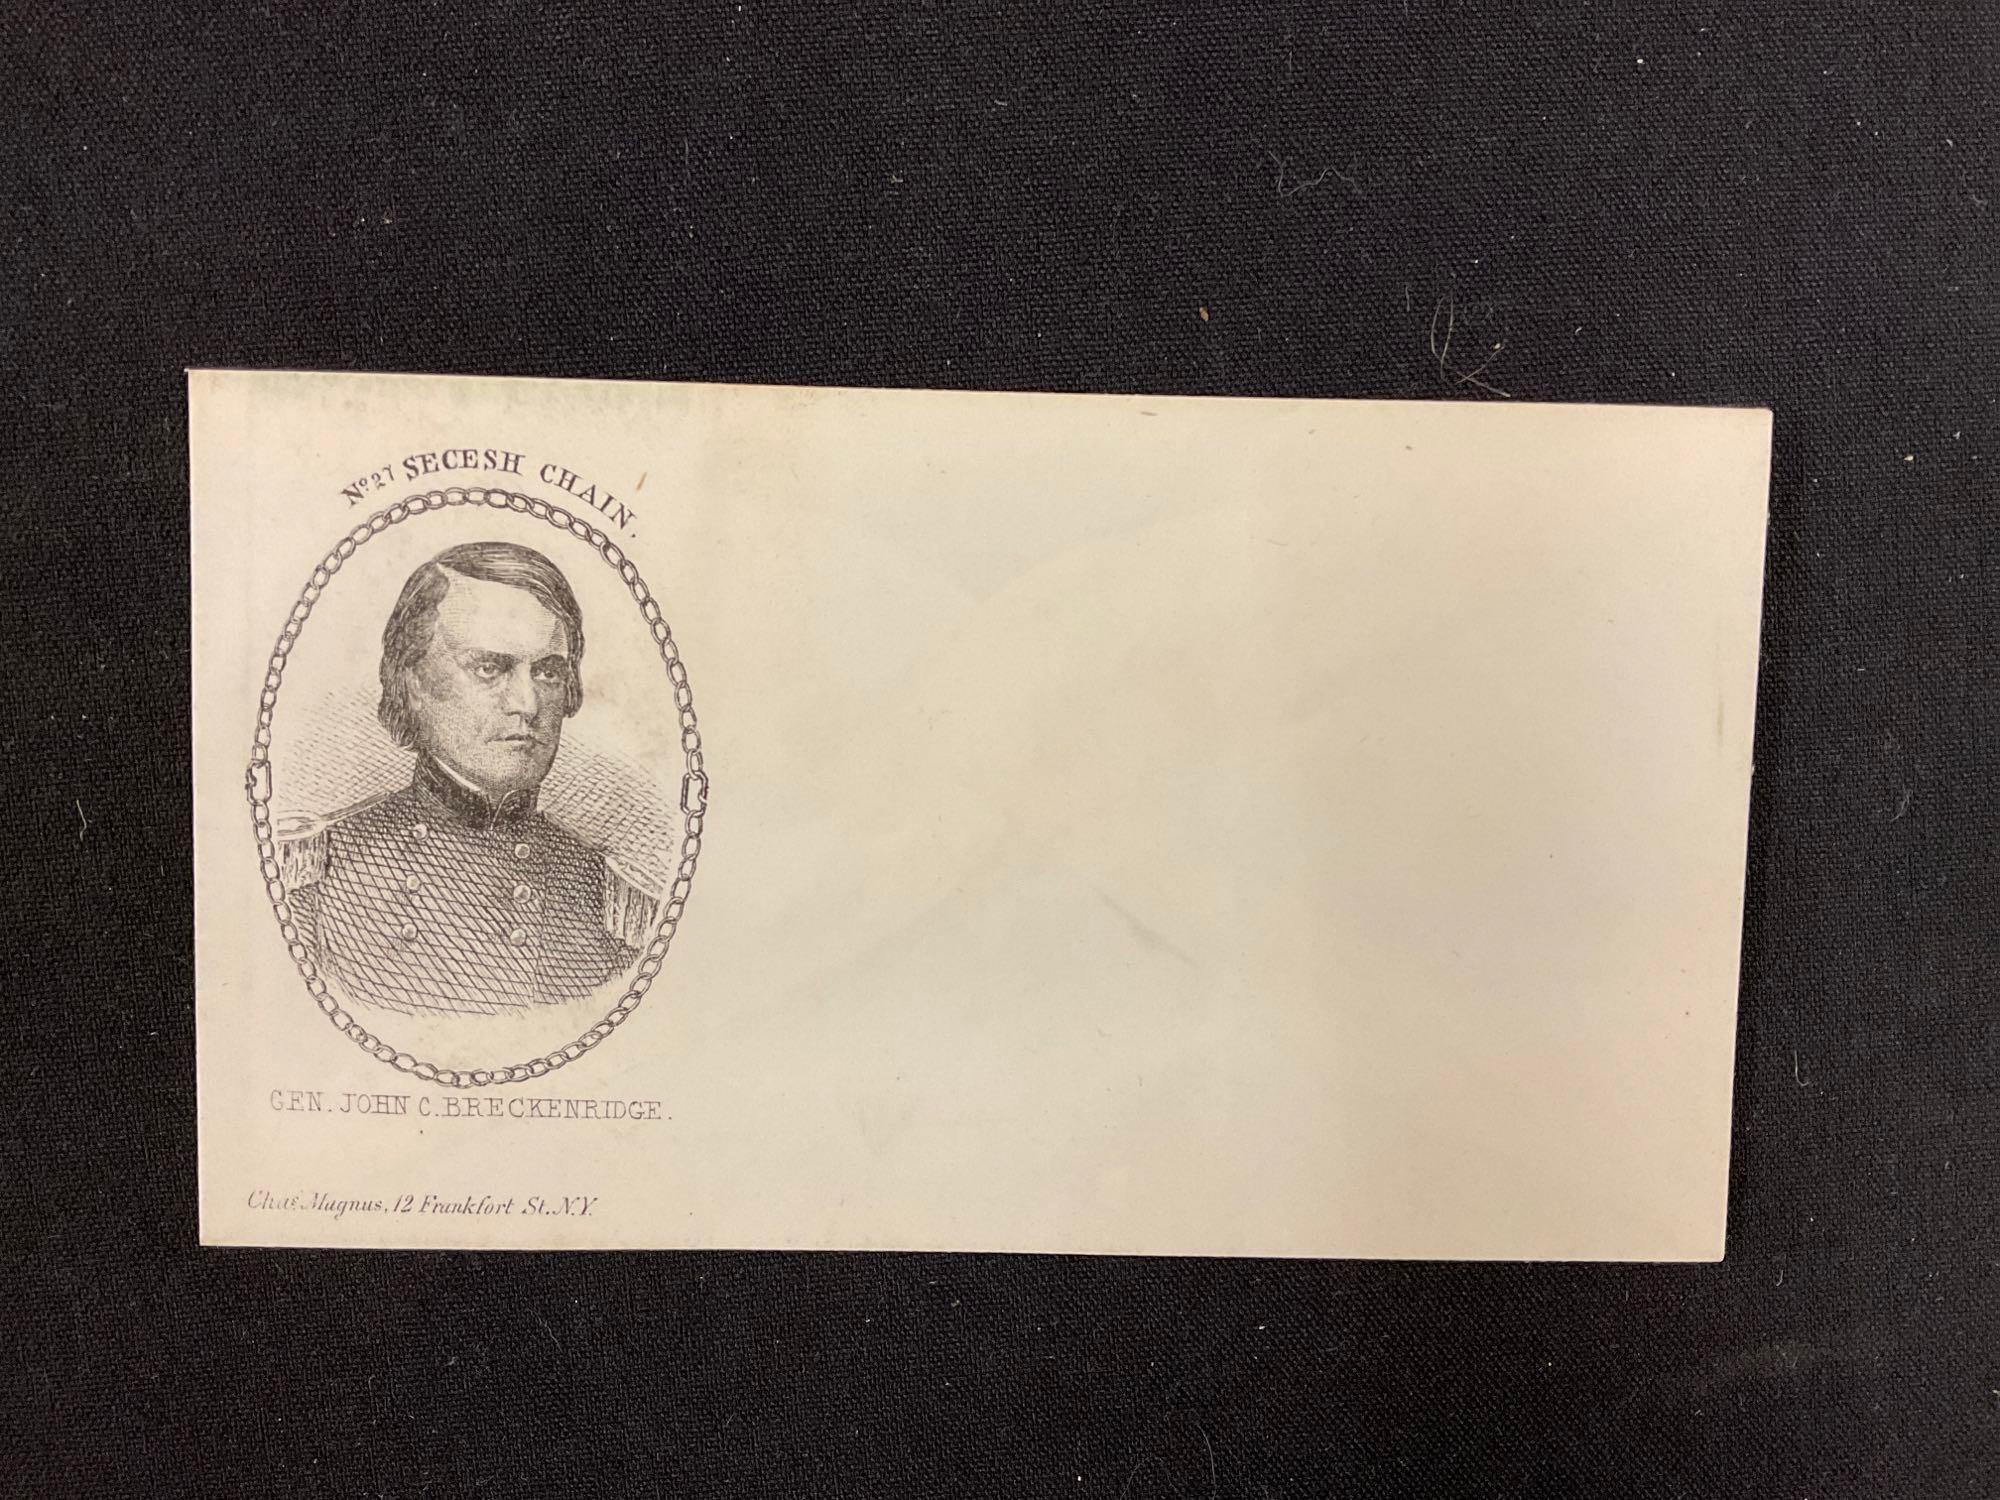 No. 27 SECESH CHAIN.
GEN. JOHN C. BRECKENRIDGE.
Chas. Magnus, 12 Frankfort St. N.Y.